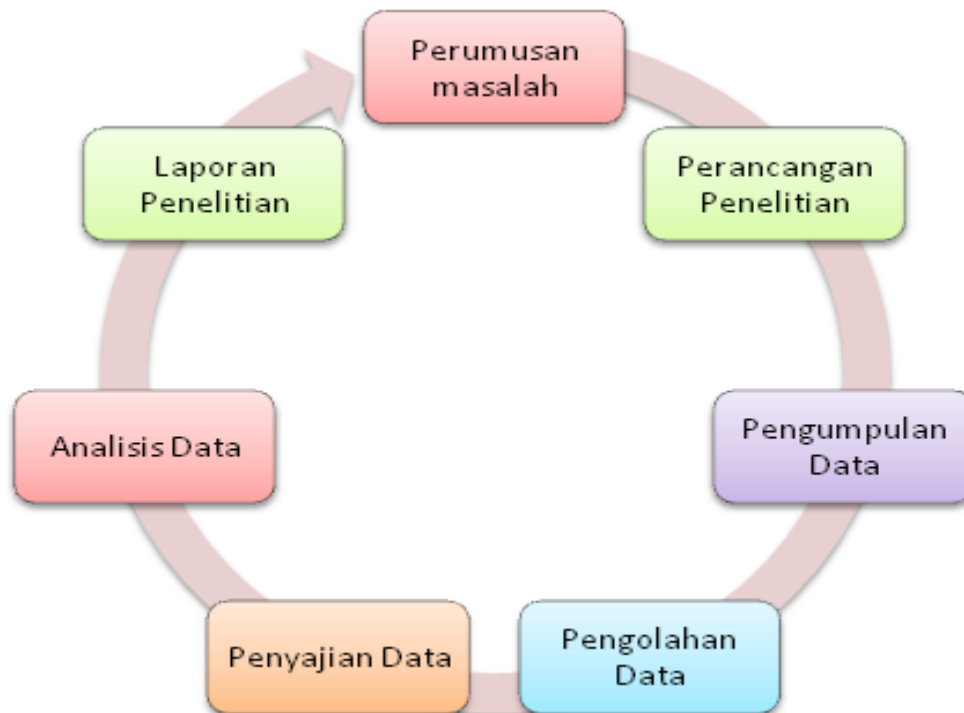 Perumusan
masalah
Perancangan
Penelitian
Pengumpulan
Data
Pengolahan
Data
Penyajian Data
Analisis Data
Laporan
Penelitian